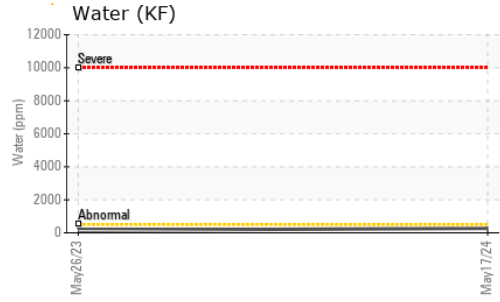 Water (KF)
12000
Severe
10000
8000
6000
4000
2000
Abnormal
0
Water (ppm)
May26/23
May17/24